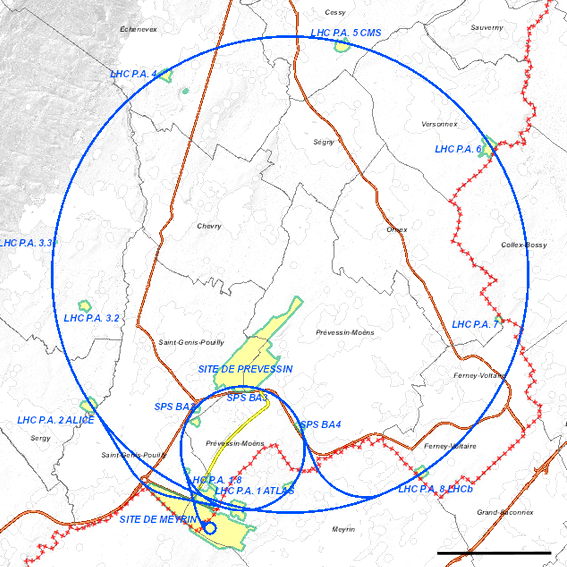 Cessy
Echenevex
Sauverny
LHC P.A. 5 CMS
LHC P.A. 4
Versonnex
Ségny
LHC P.A. 6
Chevry
Ornex
Collex-Bossy
LHC P.A. 3.3
LHC P.A. 3.2
LHC P.A. 7
Prévessin-Moëns
Saint-Genis-Pouilly
SITE DE PREVESSIN
Ferney-Voltaire
SPS BA3
SPS BA2
LHC P.A. 2 ALICE
SPS BA4
Sergy
Prévessin-Moëns
Ferney-Voltaire
Saint-Genis-Pouilly
LHC P.A. 1.8
LHC P.A. 1 ATLAS
LHC P.A. 8 LHCb
Grand-Saconnex
SITE DE MEYRIN
Meyrin